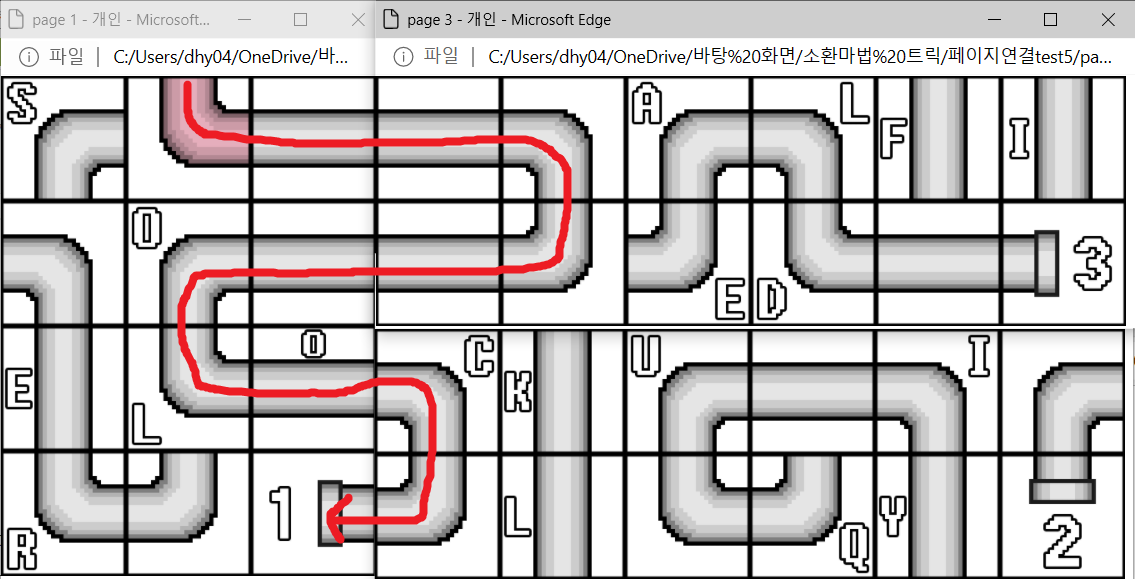 page 1 - 개인 - Microsoft...
page 3 - 개인 - Microsoft Edge
파일 | C:/Users/dhy04/OneDrive/바...
파일 | C:/Users/dhy04/OneDrive/바탕%20화면/소환마법%20트릭/페이지연결test5/pa...
S A L F I
O E D 3
E L O C K U I
R 1 L Q Y 2